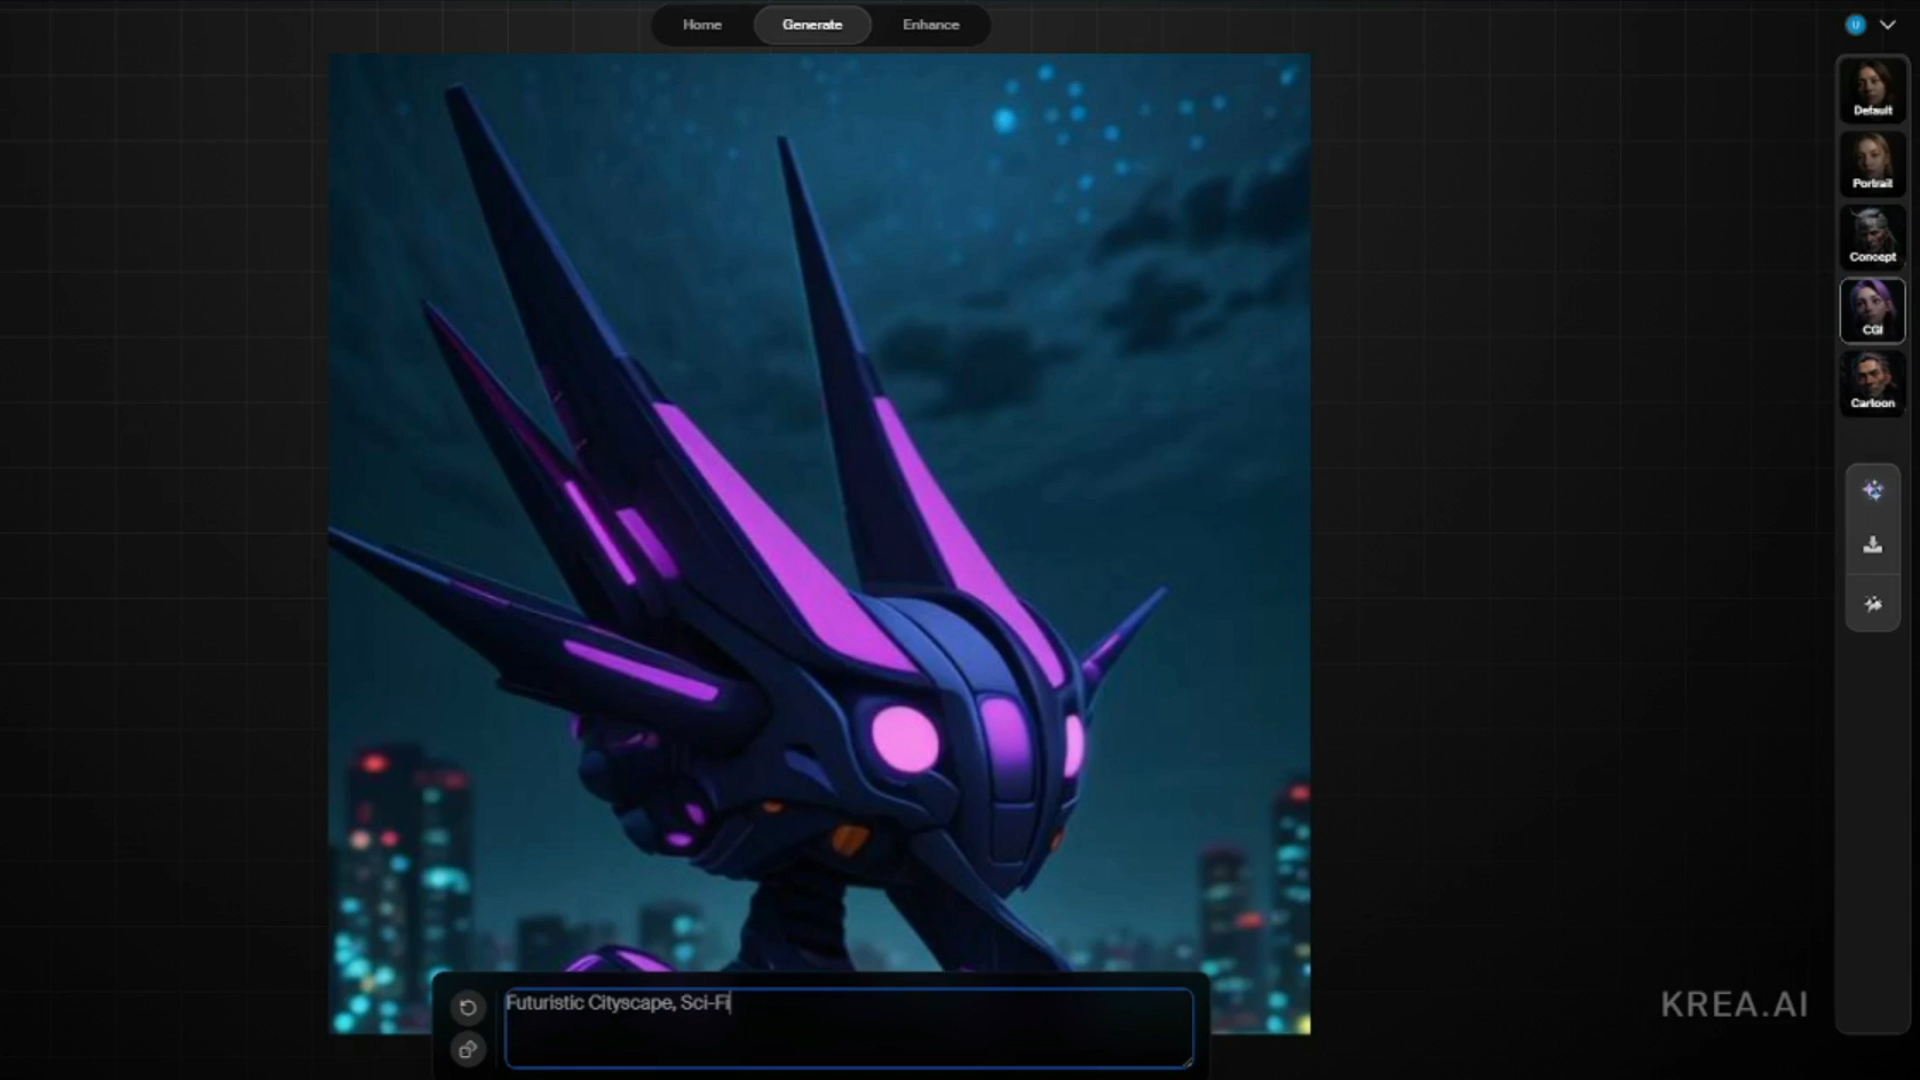 Home Generate Enhance
U
Default
Portrait
Concept
CGI
Cartoon
Futuristic Cityscape, Sci-Fi
KREA.AI